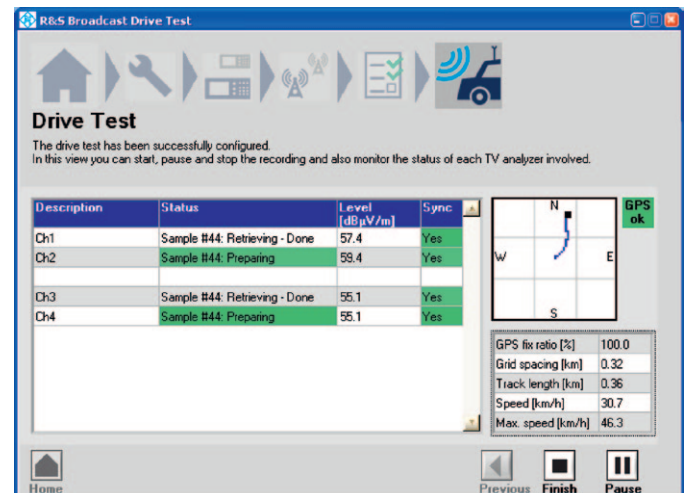 R&S Broadcast Drive Test
Drive Test
The drive test has been successfully configured.
In this view you can start, pause and stop the recording and also monitor the status of each TV analyzer involved.
Description Status Level [dBµV/m] Sync
Ch1 Sample #44: Retrieving - Done 57.4 Yes
Ch2 Sample #44: Preparing 59.4 Yes
Ch3 Sample #44: Retrieving - Done 55.1 Yes
Ch4 Sample #44: Preparing 55.1 Yes
N
W E
S
GPS
ok
GPS fix ratio [%] 100.0
Grid spacing [km] 0.32
Track length [km] 0.36
Speed [km/h] 30.7
Max. speed [km/h] 46.3
Home Previous Finish Pause